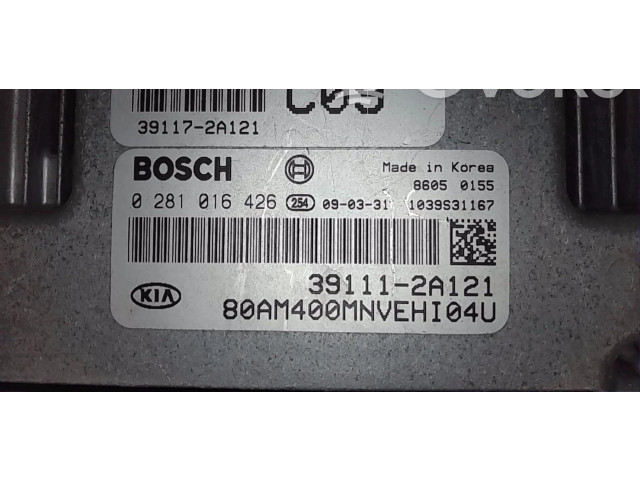 C03
39117-2A121
BOSCH Made in Korea
8605 0155
0 281 016 426 254 09-03-31 1039S31167
39111-2A121
KIA
80AM400MNVEHI04U